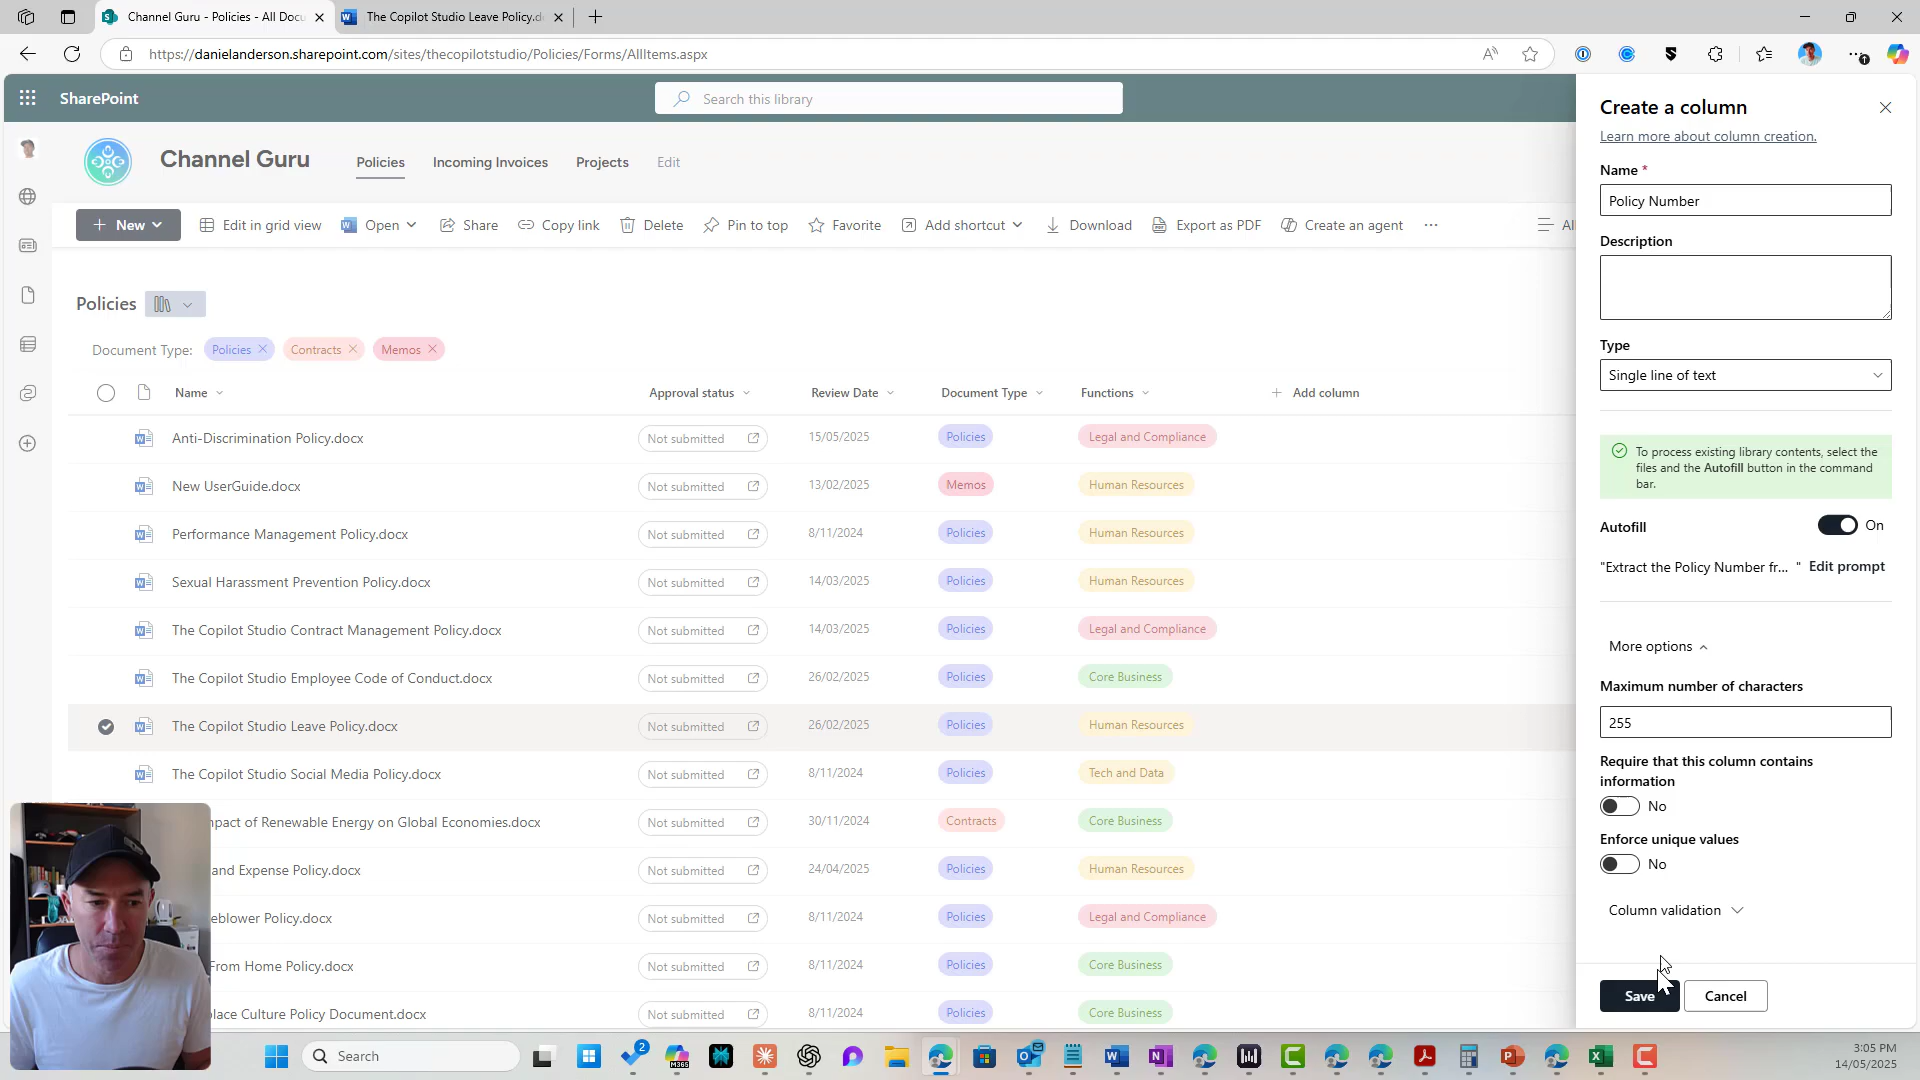 Channel Guru - Policies - All Docu
The Copilot Studio Leave Policy.d
https://danielanderson.sharepoint.com/sites/thecopilotstudio/Policies/Forms/AllItems.aspx
SharePoint
Search this library
Channel Guru
Policies
Incoming Invoices
Projects
Edit
New
Edit in grid view
Open
Share
Copy link
Delete
Pin to top
Favorite
Add shortcut
Download
Export as PDF
Create an agent
All
Policies
Document Type:
Policies
Contracts
Memos
Name
Approval status
Review Date
Document Type
Functions
Add column
Anti-Discrimination Policy.docx
Not submitted
15/05/2025
Policies
Legal and Compliance
New UserGuide.docx
Not submitted
13/02/2025
Memos
Human Resources
Performance Management Policy.docx
Not submitted
8/11/2024
Policies
Human Resources
Sexual Harassment Prevention Policy.docx
Not submitted
14/03/2025
Policies
Human Resources
The Copilot Studio Contract Management Policy.docx
Not submitted
14/03/2025
Policies
Legal and Compliance
The Copilot Studio Employee Code of Conduct.docx
Not submitted
26/02/2025
Policies
Core Business
The Copilot Studio Leave Policy.docx
Not submitted
26/02/2025
Policies
Human Resources
The Copilot Studio Social Media Policy.docx
Not submitted
8/11/2024
Policies
Tech and Data
mpact of Renewable Energy on Global Economies.docx
Not submitted
30/11/2024
Contracts
Core Business
and Expense Policy.docx
Not submitted
24/04/2025
Policies
Human Resources
eblower Policy.docx
Not submitted
8/11/2024
Policies
Legal and Compliance
From Home Policy.docx
Not submitted
8/11/2024
Policies
Core Business
lace Culture Policy Document.docx
Not submitted
8/11/2024
Policies
Core Business
Create a column
Learn more about column creation.
Name *
Policy Number
Description
Type
Single line of text
To process existing library contents, select the
files and the Autofill button in the command
bar.
Autofill
On
"Extract the Policy Number fr... "
Edit prompt
More options
Maximum number of characters
255
Require that this column contains
information
No
Enforce unique values
No
Column validation
Save
Cancel
Search
2
M365
3:05 PM
14/05/2025